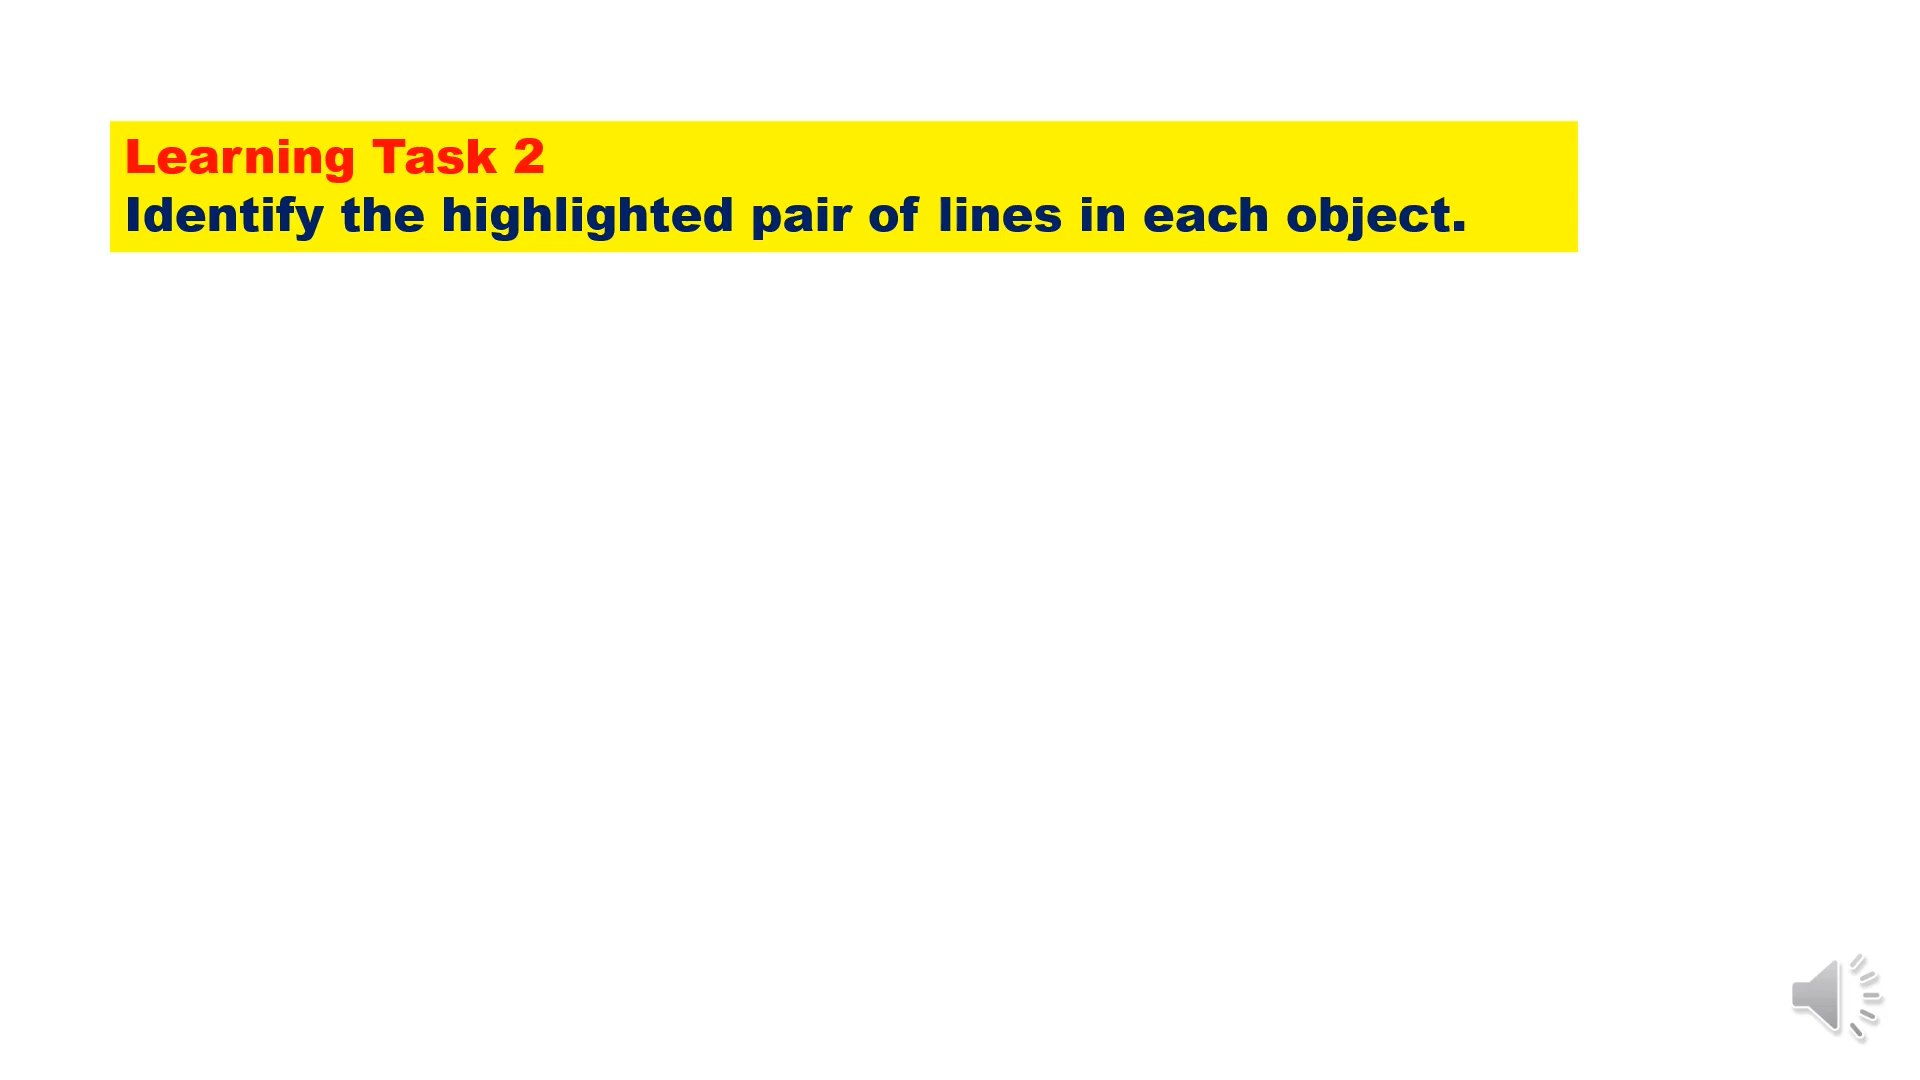 Learning Task 2
Identify the highlighted pair of lines in each object.